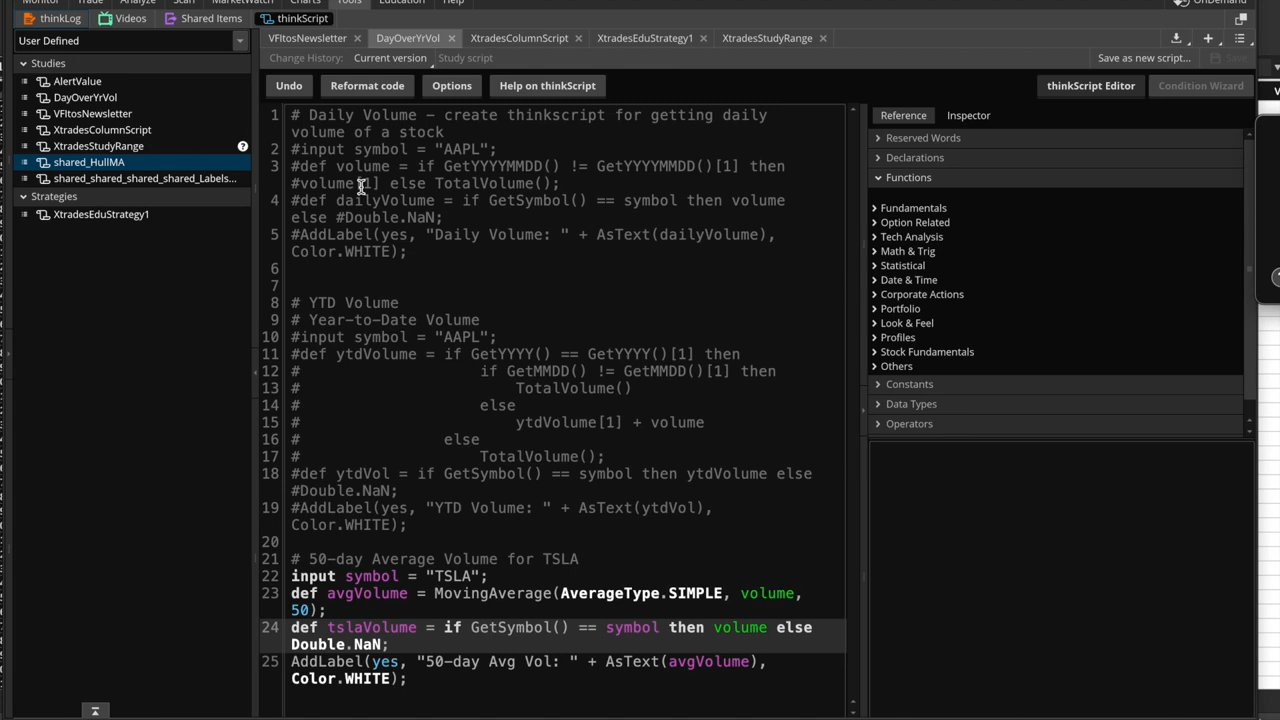 Monitor Trade Analyze Scan MarketWatch Charts Tools Education Help OnDemand
thinkLog Videos Shared Items thinkScript
User Defined
Studies
AlertValue
DayOverYrVol
VFItosNewsletter
XtradesColumnScript
XtradesStudyRange ?
shared_HullMA
shared_shared_shared_shared_Labels...
Strategies
XtradesEduStrategy1
VFItosNewsletter DayOverYrVol XtradesColumnScript XtradesEduStrategy1 XtradesStudyRange
Change History: Current version Study script Save as new script... Save
Undo Reformat code Options Help on thinkScript thinkScript Editor Condition Wizard
1 # Daily Volume - create thinkscript for getting daily
volume of a stock
2 #input symbol = "AAPL";
3 #def volume = if GetYYYYMMDD() != GetYYYYMMDD()[1] then
#volume[1] else TotalVolume();
4 #def dailyVolume = if GetSymbol() == symbol then volume
else #Double.NaN;
5 #AddLabel(yes, "Daily Volume: " + AsText(dailyVolume),
Color.WHITE);
6
7
8 # YTD Volume
9 # Year-to-Date Volume
10 #input symbol = "AAPL";
11 #def ytdVolume = if GetYYYY() == GetYYYY()[1] then
12 # if GetMMDD() != GetMMDD()[1] then
13 # TotalVolume()
14 # else
15 # ytdVolume[1] + volume
16 # else
17 # TotalVolume();
18 #def ytdVol = if GetSymbol() == symbol then ytdVolume else
#Double.NaN;
19 #AddLabel(yes, "YTD Volume: " + AsText(ytdVol),
Color.WHITE);
20
21 # 50-day Average Volume for TSLA
22 input symbol = "TSLA";
23 def avgVolume = MovingAverage(AverageType.SIMPLE, volume,
50);
24 def tslaVolume = if GetSymbol() == symbol then volume else
Double.NaN;
25 AddLabel(yes, "50-day Avg Vol: " + AsText(avgVolume),
Color.WHITE);
Reference Inspector
Reserved Words
Declarations
Functions
Fundamentals
Option Related
Tech Analysis
Math & Trig
Statistical
Date & Time
Corporate Actions
Portfolio
Look & Feel
Profiles
Stock Fundamentals
Others
Constants
Data Types
Operators